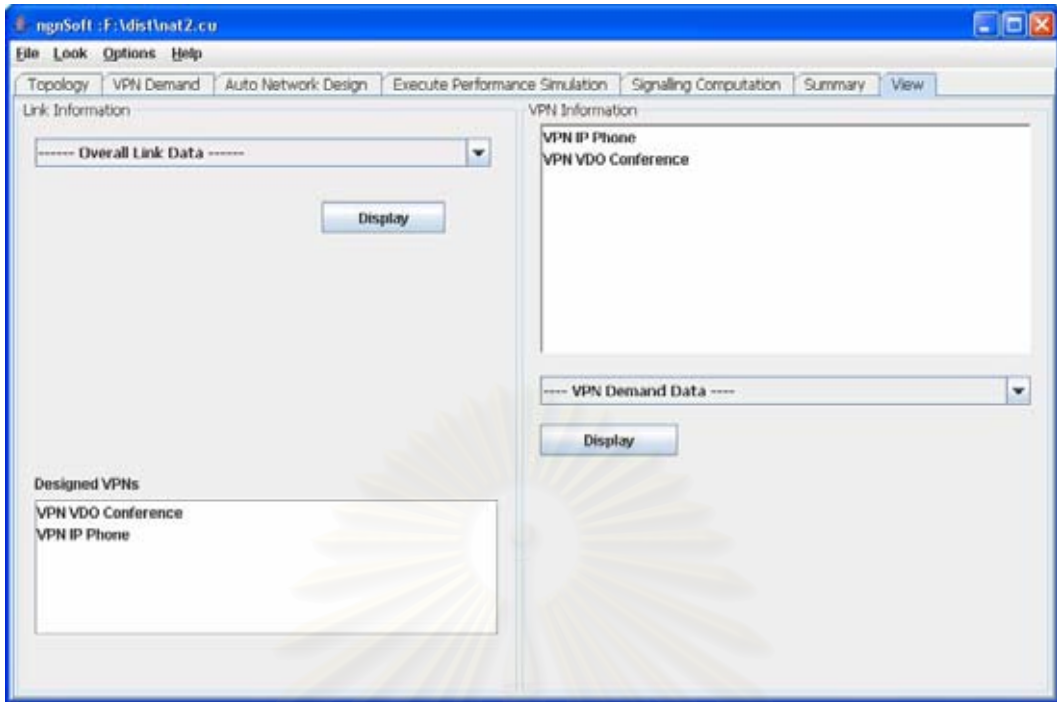 ngnSoft :F:\dist\nat2.cu
File Look Options Help
Topology VPN Demand Auto Network Design Execute Performance Simulation Signaling Computation Summary View
Link Information
------ Overall Link Data ------
Display
Designed VPNs
VPN VDO Conference
VPN IP Phone
VPN Information
VPN IP Phone
VPN VDO Conference
---- VPN Demand Data ----
Display